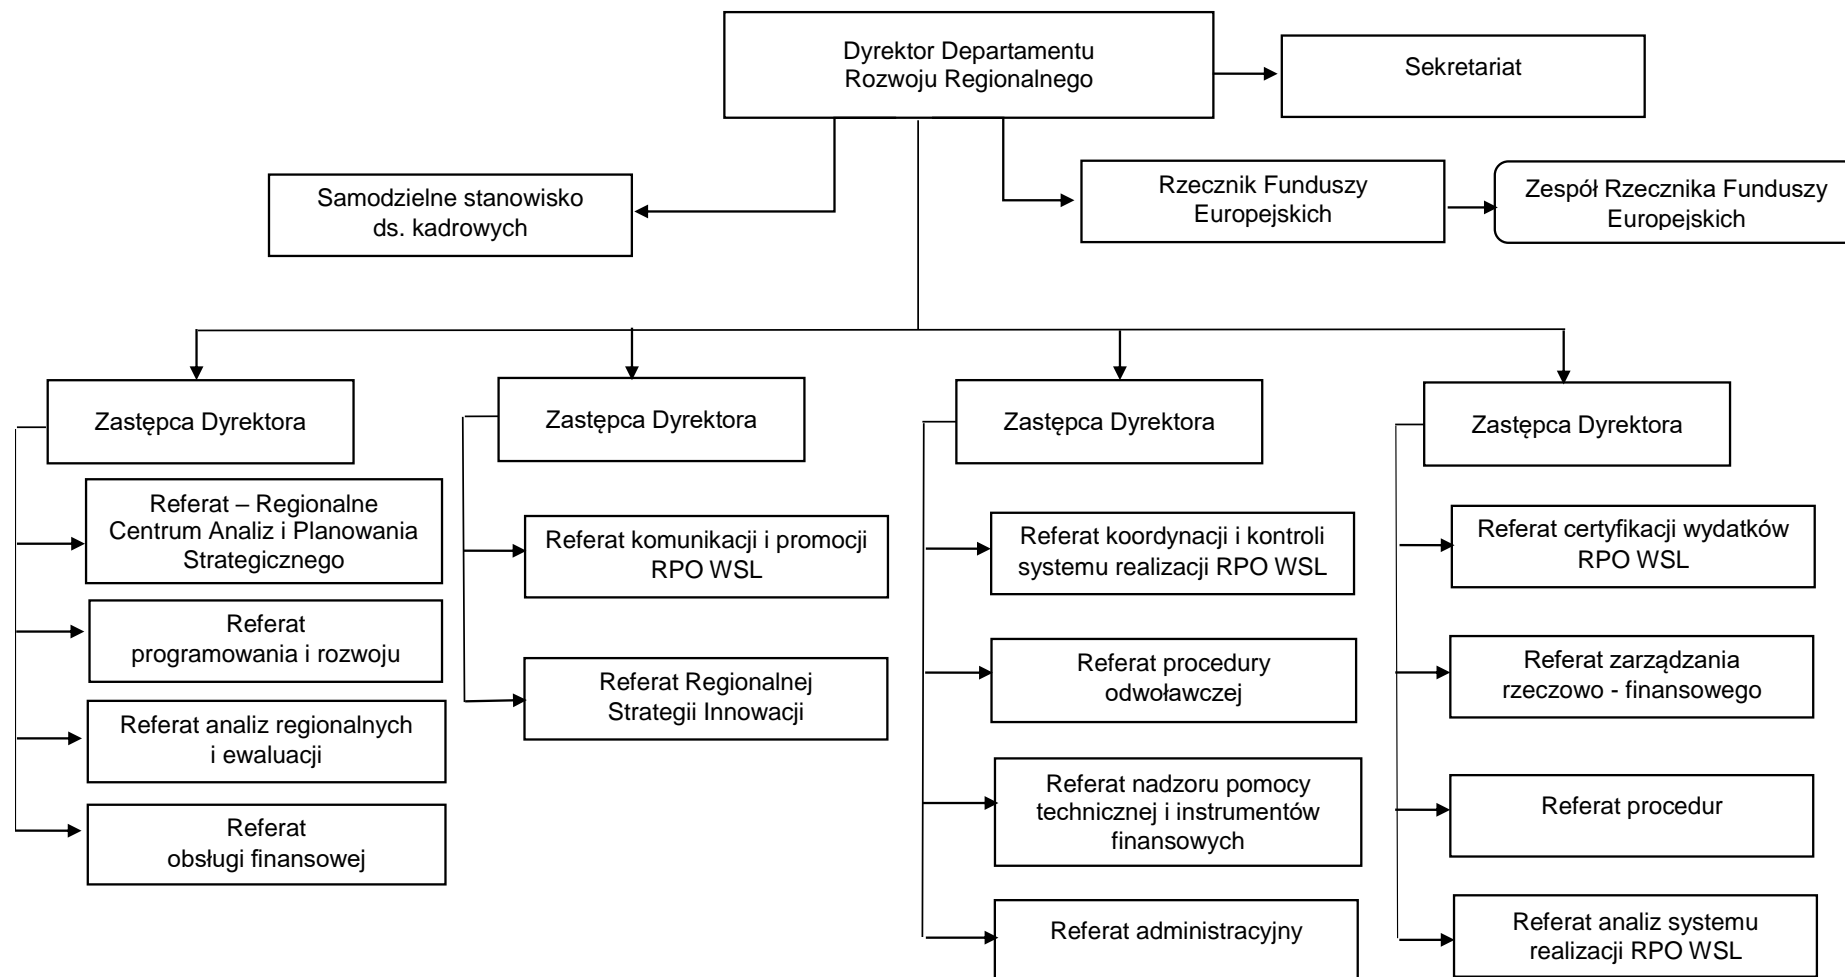 Dyrektor Departamentu
Rozwoju Regionalnego
Sekretariat
Samodzielne stanowisko
ds. kadrowych
Rzecznik Funduszy
Europejskich
Zespół Rzecznika Funduszy
Europejskich
Zastępca Dyrektora
Referat – Regionalne
Centrum Analiz i Planowania
Strategicznego
Referat
programowania i rozwoju
Referat analiz regionalnych
i ewaluacji
Referat
obsługi finansowej
Zastępca Dyrektora
Referat komunikacji i promocji
RPO WSL
Referat Regionalnej
Strategii Innowacji
Zastępca Dyrektora
Referat koordynacji i kontroli
systemu realizacji RPO WSL
Referat procedury
odwoławczej
Referat nadzoru pomocy
technicznej i instrumentów
finansowych
Referat administracyjny
Zastępca Dyrektora
Referat certyfikacji wydatków
RPO WSL
Referat zarządzania
rzeczowo - finansowego
Referat procedur
Referat analiz systemu
realizacji RPO WSL